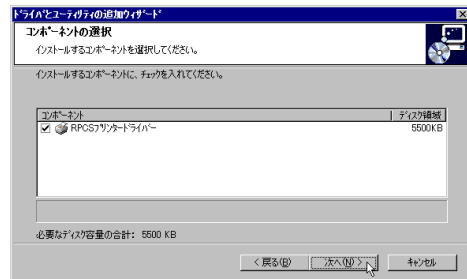 ﾄﾞﾗｲﾊﾞとﾕｰﾃｨﾘﾃｨの追加ｳｨｻﾞｰﾄﾞ
ｺﾝﾎﾟｰﾈﾝﾄの選択
ｲﾝｽﾄｰﾙするｺﾝﾎﾟｰﾈﾝﾄを選択してください。
ｲﾝｽﾄｰﾙするｺﾝﾎﾟｰﾈﾝﾄに、ﾁｪｯｸを入れてください。
ｺﾝﾎﾟｰﾈﾝﾄ ﾃﾞｨｽｸ領域
RPCSﾌﾟﾘﾝﾀｰﾄﾞﾗｲﾊﾞｰ 5500KB
必要なﾃﾞｨｽｸ容量の合計： 5500 KB
< 戻る(B) 次へ(N) > ｷｬﾝｾﾙ